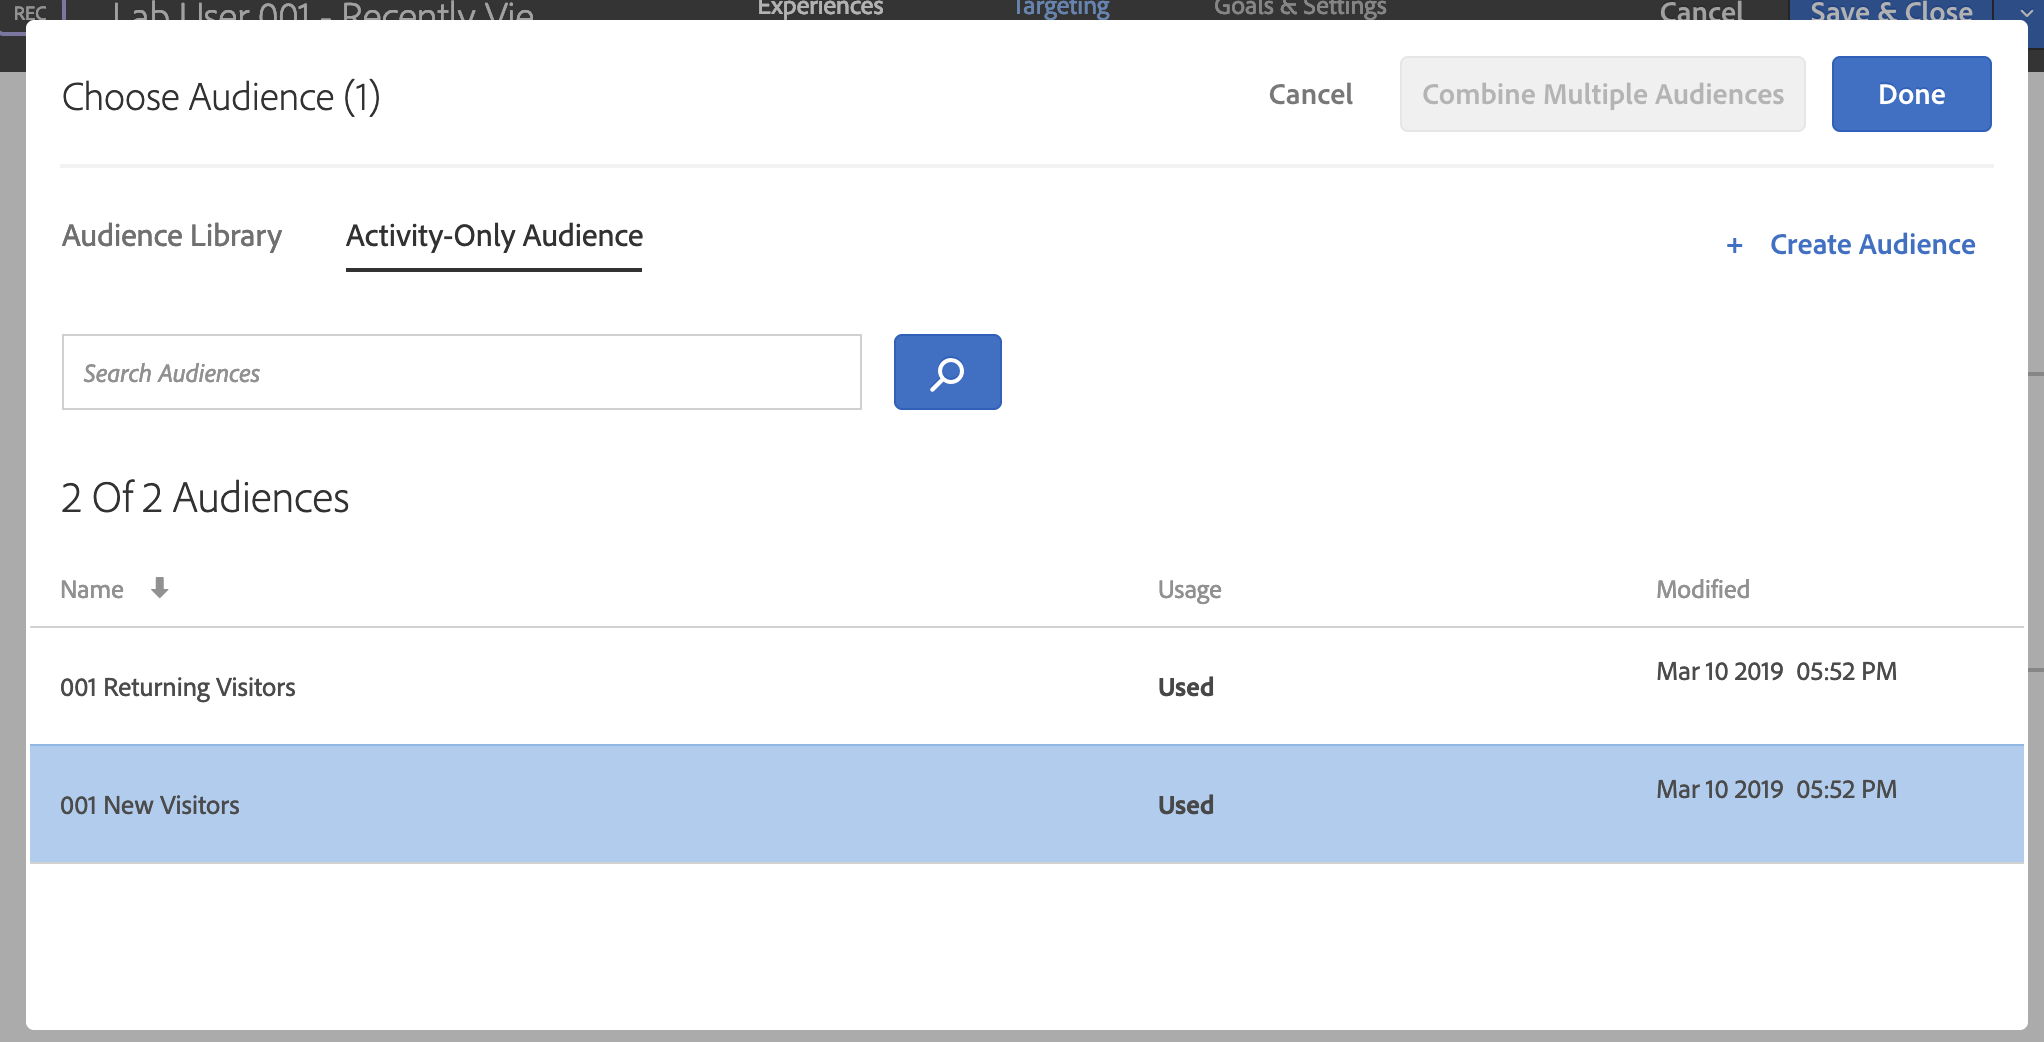 REC Lab User 001 - Recently Vie Experiences Targeting Goals & Settings Cancel Save & Close
Choose Audience (1) Cancel Combine Multiple Audiences Done
Audience Library Activity-Only Audience + Create Audience
Search Audiences
2 Of 2 Audiences
Name Usage Modified
001 Returning Visitors Used Mar 10 2019 05:52 PM
001 New Visitors Used Mar 10 2019 05:52 PM